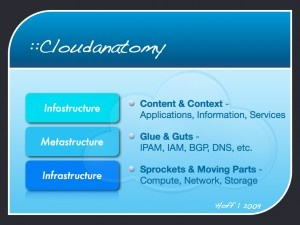 ::Cloudanatomy
Infostructure
Content & Context -
Applications, Information, Services
Metastructure
Glue & Guts -
IPAM, IAM, BGP, DNS, etc.
Infrastructure
Sprockets & Moving Parts -
Compute, Network, Storage
Hoff | 2009